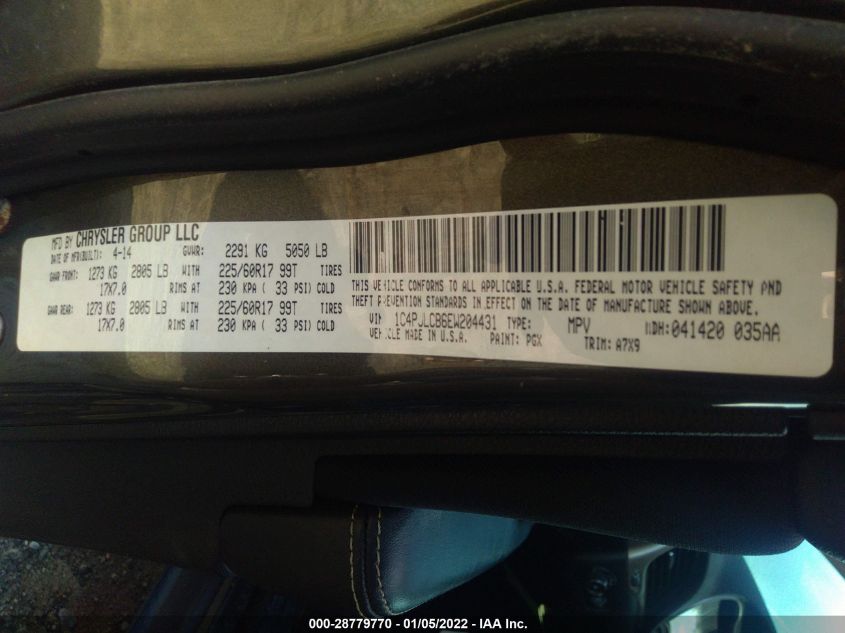 MFD BY CHRYSLER GROUP LLC
DATE OF MFR(BUILT): 4-14 GVWR: 2291 KG 5050 LB
GAWR FRONT: 1273 KG 2805 LB WITH 225/60R17 99T TIRES
17X7.0 RIMS AT 230 KPA ( 33 PSI) COLD
GAWR REAR: 1273 KG 2805 LB WITH 225/60R17 99T TIRES
17X7.0 RIMS AT 230 KPA ( 33 PSI) COLD
THIS VEHICLE CONFORMS TO ALL APPLICABLE U.S.A. FEDERAL MOTOR VEHICLE SAFETY AND
THEFT PREVENTION STANDARDS IN EFFECT ON THE DATE OF MANUFACTURE SHOWN ABOVE.
VIN 1C4PJLCB6EW204431 TYPE: MPV MDH:041420 035AA
VEHICLE MADE IN U.S.A. PAINT: PGX TRIM: A7X9
000-28779770 - 01/05/2022 - IAA Inc.